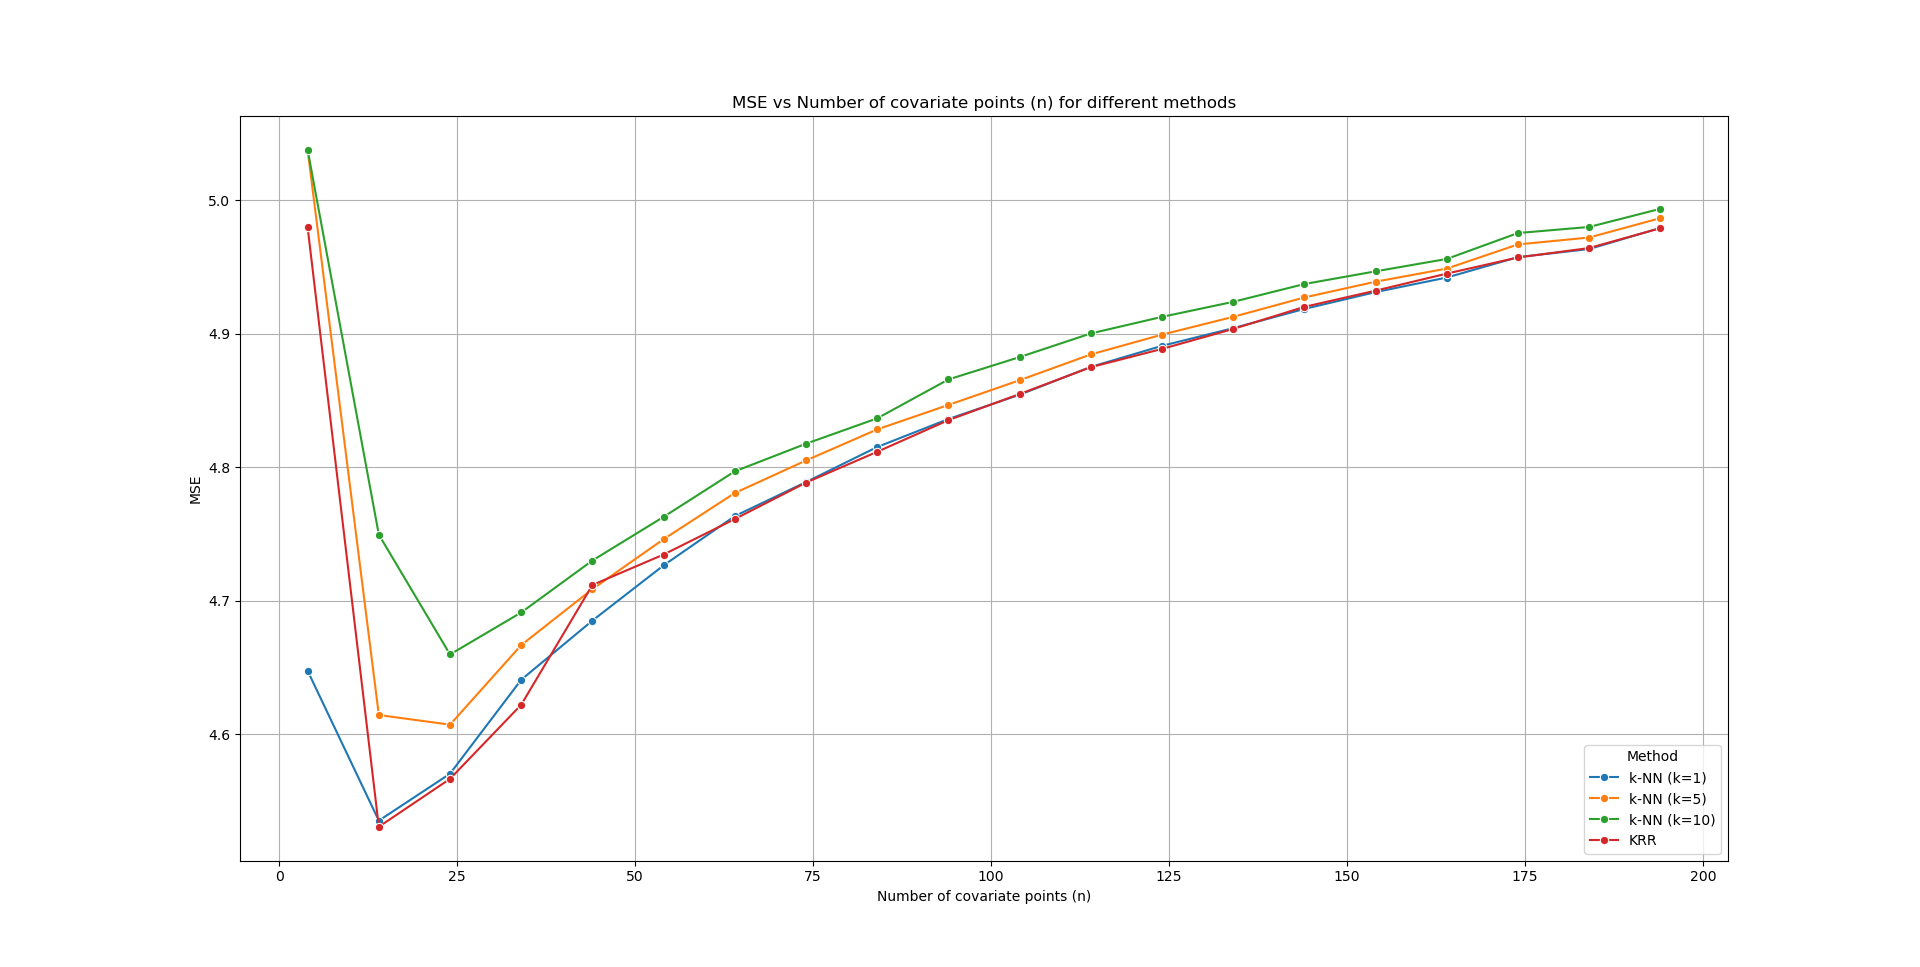 MSE vs Number of covariate points (n) for different methods
MSE
5.0
4.9
4.8
4.7
4.6
0 25 50 75 100 125 150 175 200
Number of covariate points (n)
Method
k-NN (k=1)
k-NN (k=5)
k-NN (k=10)
KRR